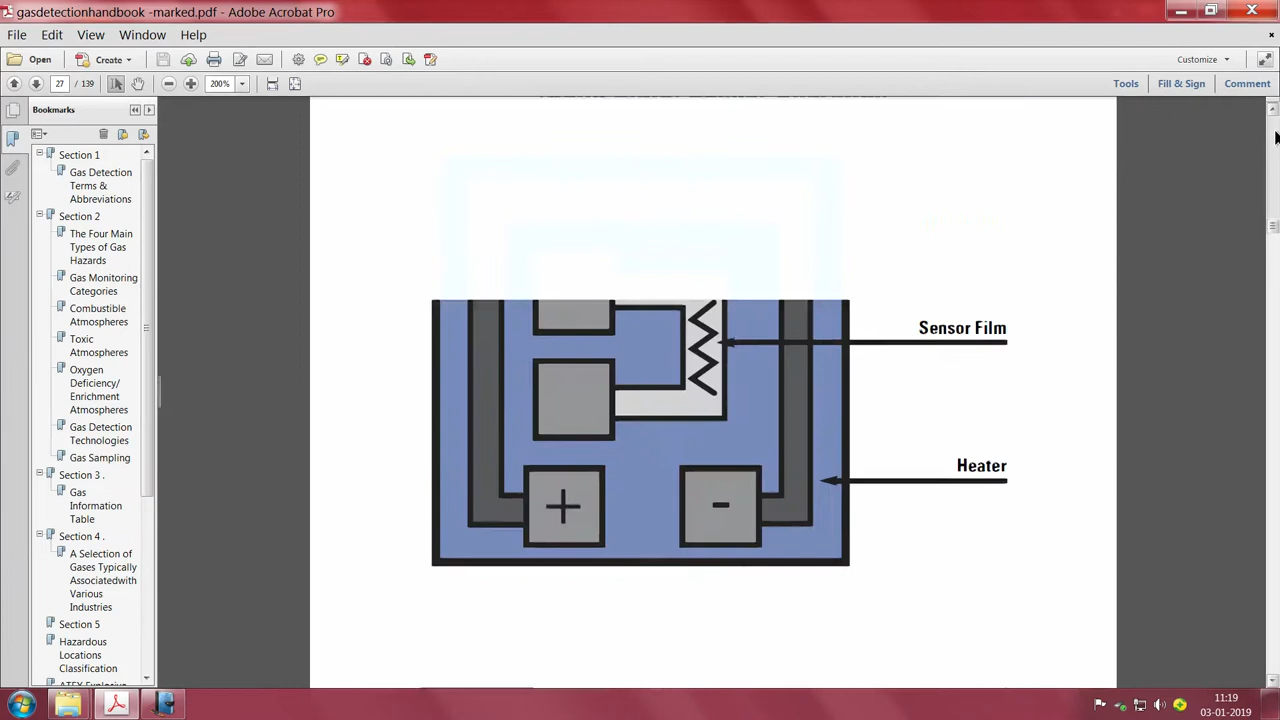 gasdetectionhandbook -marked.pdf - Adobe Acrobat Pro
File Edit View Window Help
Open Create Customize
27 / 139 200% Tools Fill & Sign Comment
Bookmarks
Section 1
Gas Detection
Terms &
Abbreviations
Section 2
The Four Main
Types of Gas
Hazards
Gas Monitoring
Categories
Combustible
Atmospheres
Toxic
Atmospheres
Oxygen
Deficiency/
Enrichment
Atmospheres
Gas Detection
Technologies
Gas Sampling
Section 3 .
Gas
Information
Table
Section 4 .
A Selection of
Gases Typically
Associatedwith
Various
Industries
Section 5
Hazardous
Locations
Classification
ATEX Explosive
Sensor Film
Heater
+ -
11:19
03-01-2019